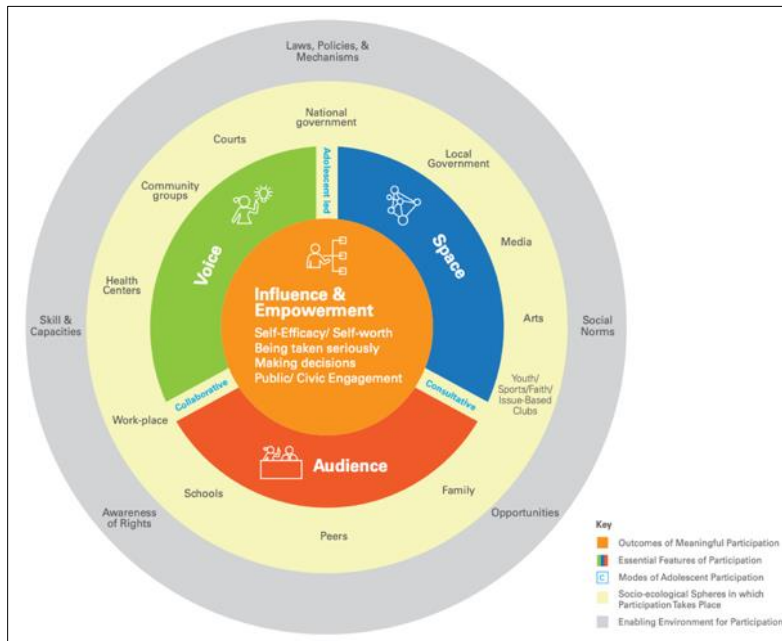 Laws, Policies, &
Mechanisms
National
government
Courts
Local
Government
Community
groups
Adolescent led
Voice
Space
Media
Health
Centers
Influence &
Empowerment
Self-Efficacy/ Self-worth
Being taken seriously
Making decisions
Public/ Civic Engagement
Arts
Skill &
Capacities
Social
Norms
Collaborative
Consultative
Youth/
Sports/Faith/
Issue-Based
Clubs
Work-place
Audience
Schools
Family
Peers
Awareness
of Rights
Opportunities
Key
Outcomes of Meaningful Participation
Essential Features of Participation
C Modes of Adolescent Participation
Socio-ecological Spheres in which
Participation Takes Place
Enabling Environment for Participation